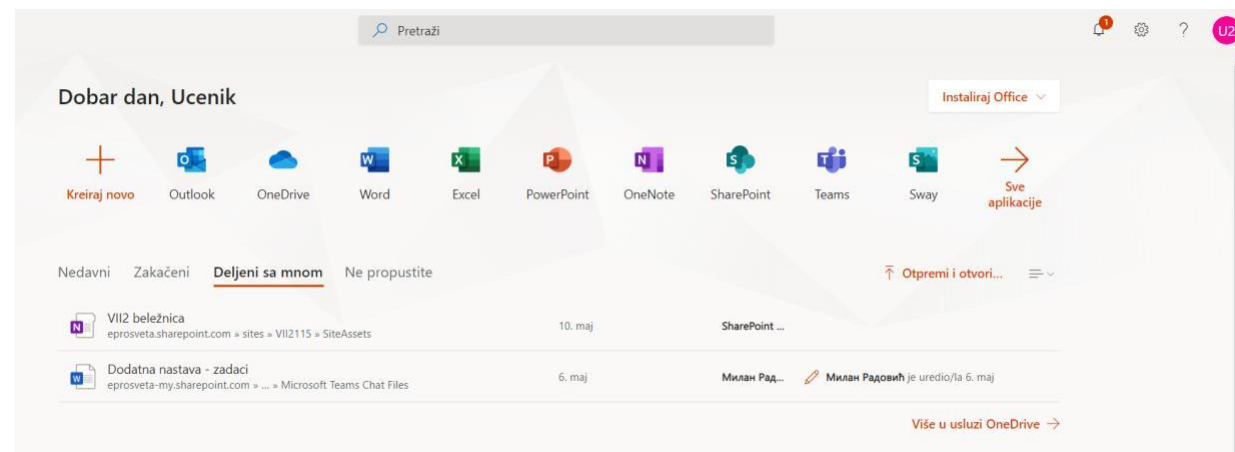 Pretraži
1
U2
Dobar dan, Ucenik
Instaliraj Office
Kreiraj novo
Outlook
OneDrive
Word
Excel
PowerPoint
OneNote
SharePoint
Teams
Sway
Sve
aplikacije
Nedavni Zakačeni Deljeni sa mnom Ne propustite
Otpremi i otvori...
VII2 beležnica
eprosveta.sharepoint.com » sites » VII2115 » SiteAssets
10. maj
SharePoint ...
Dodatna nastava - zadaci
eprosveta-my.sharepoint.com » ... » Microsoft Teams Chat Files
6. maj
Милан Рад...
Милан Радовић je uredio/la 6. maj
Više u usluzi OneDrive